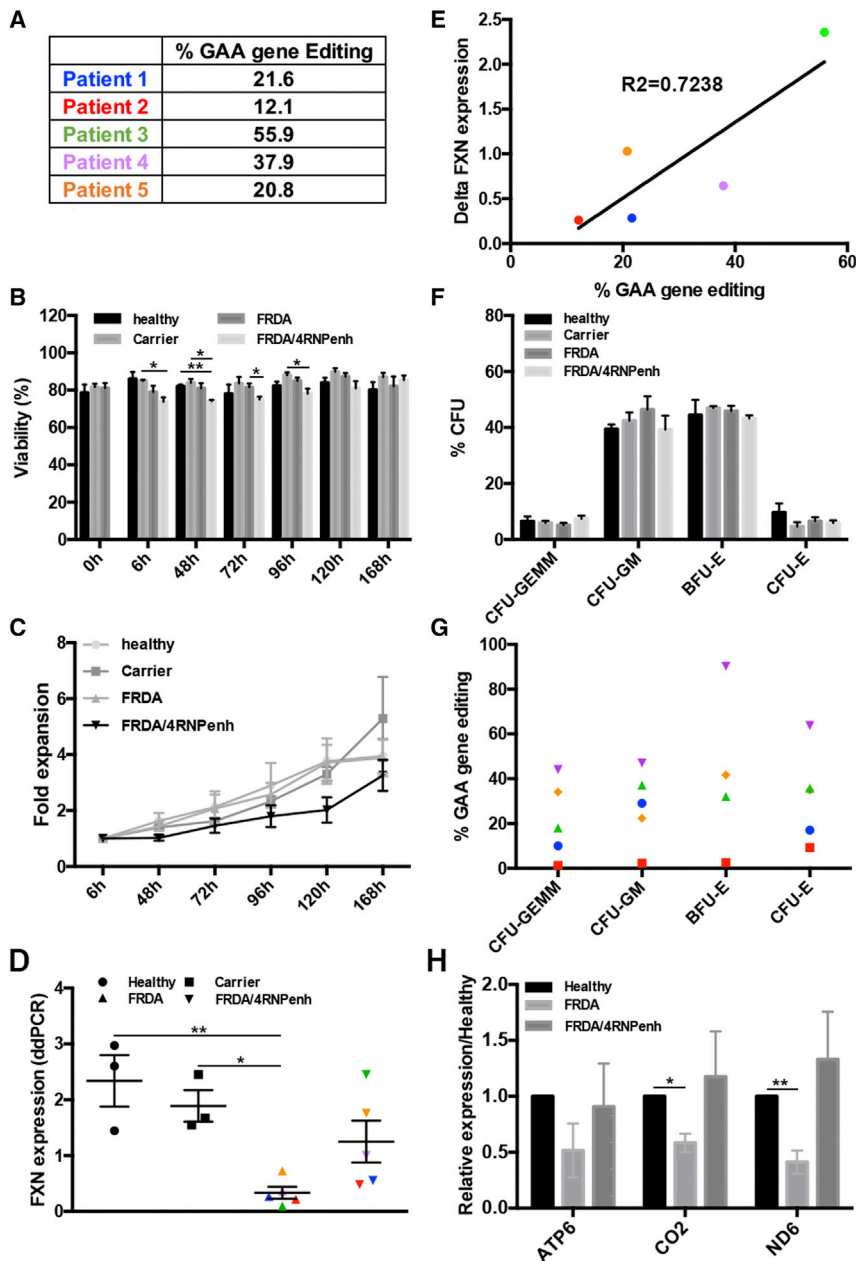 A
% GAA gene Editing
Patient 1 21.6
Patient 2 12.1
Patient 3 55.9
Patient 4 37.9
Patient 5 20.8
B
healthy
Carrier
FRDA
FRDA/4RNPenh
Viability (%)
120
100
80
60
40
20
0
*
**
*
*
*
0h
6h
48h
72h
96h
120h
168h
C
healthy
Carrier
FRDA
FRDA/4RNPenh
Fold expansion
8
6
4
2
0
6h
48h
72h
96h
120h
168h
D
Healthy
Carrier
FRDA
FRDA/4RNPenh
FXN expression (ddPCR)
4
3
2
1
0
**
*
E
Delta FXN expression
2.5
2.0
1.5
1.0
0.5
0.0
R2=0.7238
0
20
40
60
% GAA gene editing
F
healthy
Carrier
FRDA
FRDA/4RNPenh
% CFU
80
60
40
20
0
CFU-GEMM
CFU-GM
BFU-E
CFU-E
G
% GAA gene editing
100
80
60
40
20
0
CFU-GEMM
CFU-GM
BFU-E
CFU-E
H
Healthy
FRDA
FRDA/4RNPenh
Relative expression/Healthy
2.0
1.5
1.0
0.5
0.0
*
**
ATP6
CO2
ND6